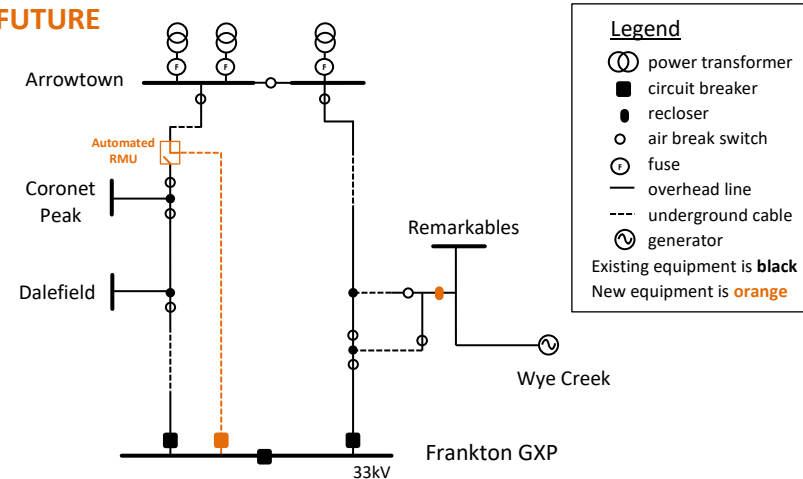 FUTURE
Arrowtown
F
F
F
Automated
RMU
Coronet
Peak
Dalefield
Remarkables
Wye Creek
Frankton GXP
33kV
Legend
power transformer
circuit breaker
recloser
air break switch
F
fuse
overhead line
underground cable
generator
Existing equipment is black
New equipment is orange